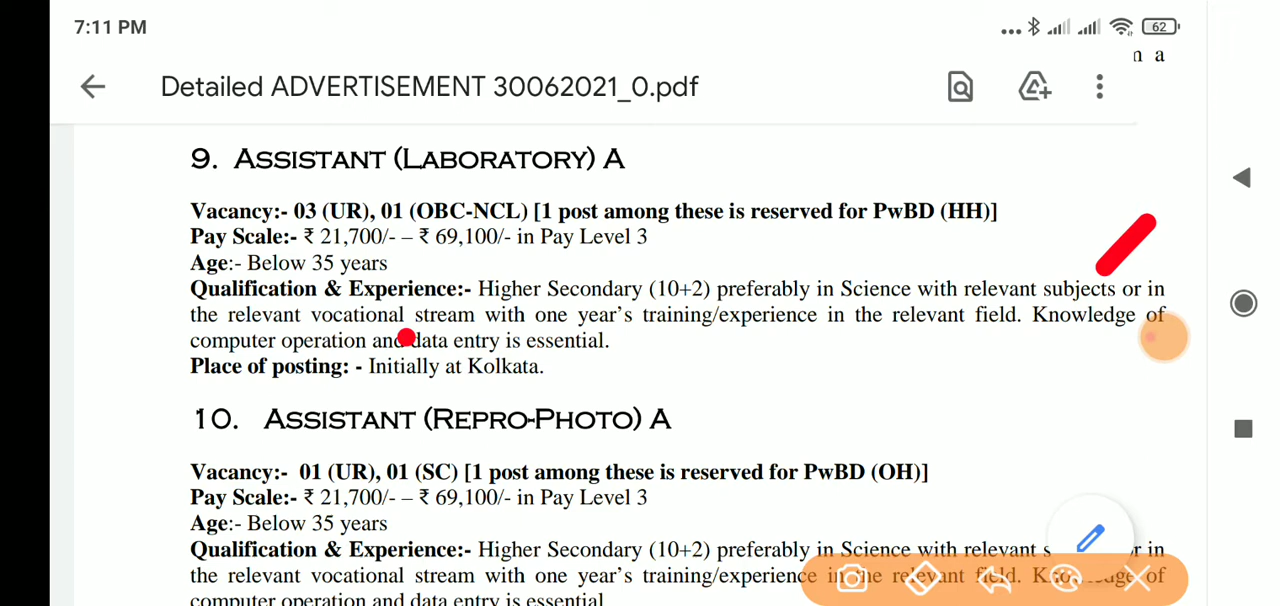 7:11 PM
62
n a
Detailed ADVERTISEMENT 30062021_0.pdf
9. ASSISTANT (LABORATORY) A
Vacancy:- 03 (UR), 01 (OBC-NCL) [1 post among these is reserved for PwBD (HH)]
Pay Scale:- ₹ 21,700/- – ₹ 69,100/- in Pay Level 3
Age:- Below 35 years
Qualification & Experience:- Higher Secondary (10+2) preferably in Science with relevant subjects or in
the relevant vocational stream with one year’s training/experience in the relevant field. Knowledge of
computer operation and data entry is essential.
Place of posting: - Initially at Kolkata.
10. ASSISTANT (REPRO-PHOTO) A
Vacancy:- 01 (UR), 01 (SC) [1 post among these is reserved for PwBD (OH)]
Pay Scale:- ₹ 21,700/- – ₹ 69,100/- in Pay Level 3
Age:- Below 35 years
Qualification & Experience:- Higher Secondary (10+2) preferably in Science with relevant in
the relevant vocational stream with one year’s training/experience in the relevant field. of
computer operation and data entry is essential